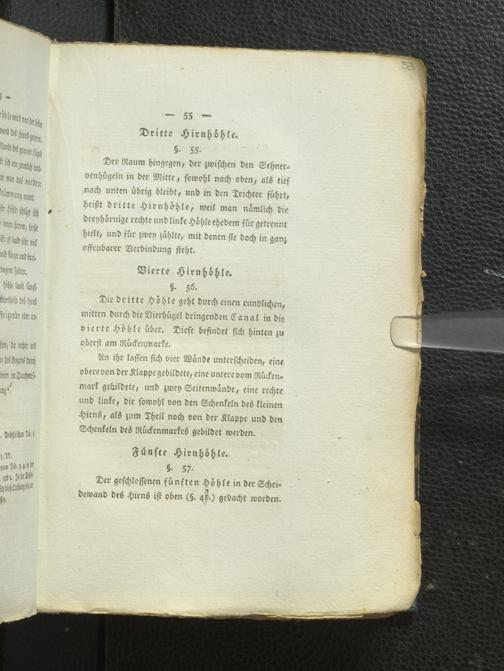 53
— 55 —
Dritte Hirnhöhle.
§. 55.
Der Raum hingegen, der zwischen den Sehner-
venhügeln in der Mitte, sowohl nach oben, als tief
nach unten übrig bleibt, und in den Trichter führt,
heißt dritte Hirnhöhle, weil man nämlich die
dreyhörnige rechte und linke Höhle ehedem für getrennt
hielt, und für zwey zählte, mit denen sie doch in ganz
offenbarer Verbindung steht.
Vierte Hirnhöhle.
§. 56.
Die dritte Höhle geht durch einen rundlichen,
mitten durch die Vierhügel dringenden Canal in die
vierte Höhle über. Diese befindet sich hinten zu
oberst am Rückenmarke.
An ihr lassen sich vier Wände unterscheiden, eine
obere von der Klappe gebildete, eine untere vom Rücken-
mark gebildete, und zwey Seitenwände, eine rechte
und linke, die sowohl von den Schenkeln des kleinen
Hirns, als zum Theil noch von der Klappe und den
Schenkeln des Rückenmarkes gebildet werden.
Fünfte Hirnhöhle.
§. 57.
Der geschlossenen fünften Höhle in der Schei-
dewand des Hirns ist oben (§. 4 .) gedacht worden.